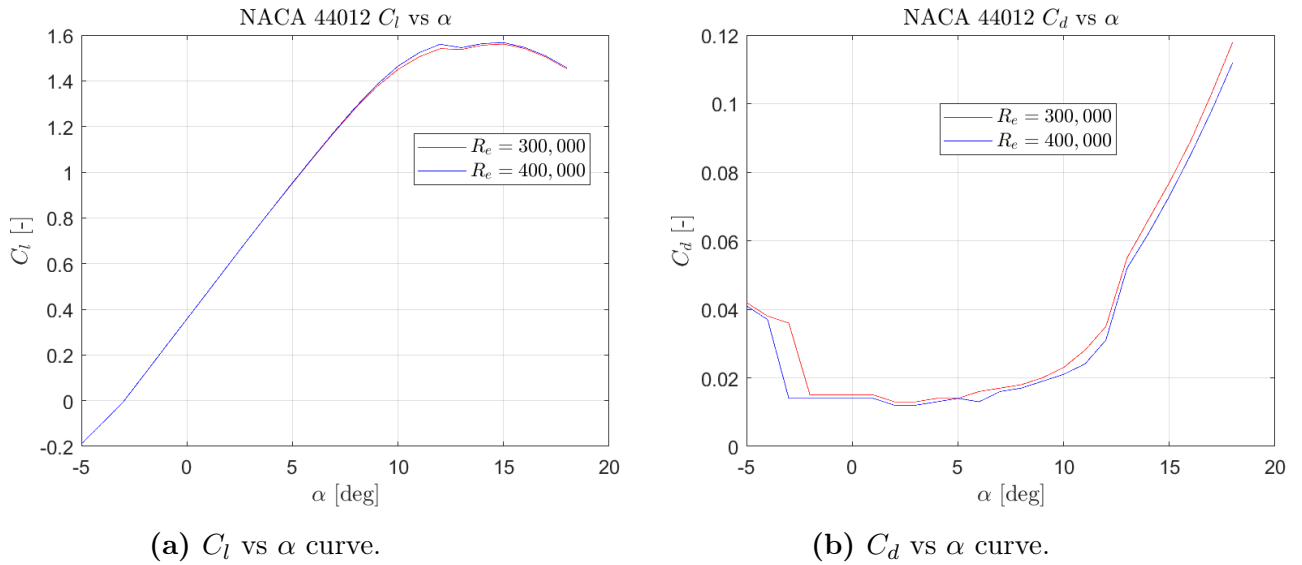 NACA 44012 C_l vs α
1.6
1.4
1.2
1
0.8
0.6
0.4
0.2
0
-0.2
C_l [-]
R_e = 300,000
R_e = 400,000
-5
0
5
10
15
20
α [deg]
(a) C_l vs α curve.
NACA 44012 C_d vs α
0.12
0.1
0.08
0.06
0.04
0.02
0
C_d [-]
R_e = 300,000
R_e = 400,000
-5
0
5
10
15
20
α [deg]
(b) C_d vs α curve.